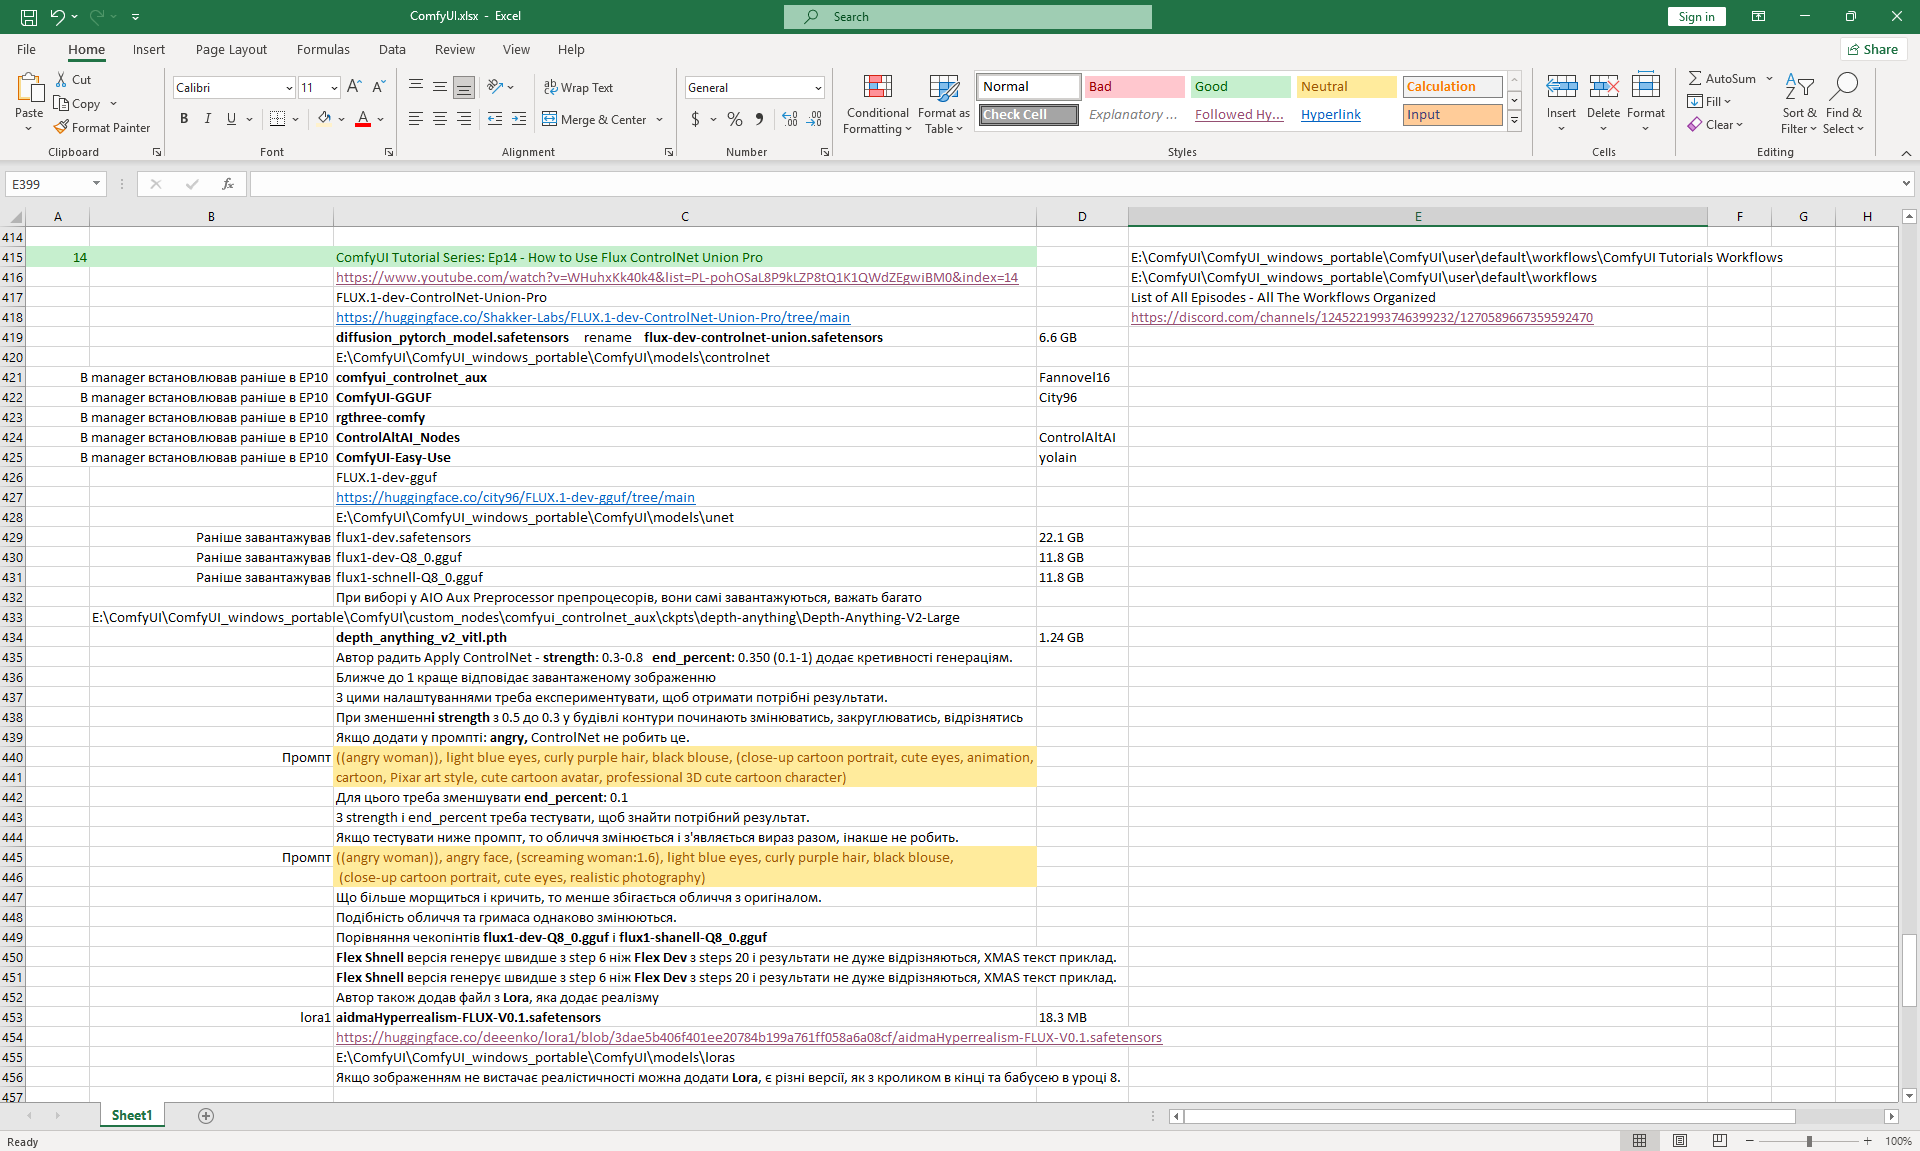 ComfyUI.xlsx - Excel
Search
Sign in
File Home Insert Page Layout Formulas Data Review View Help
Share
Paste
Cut
Copy
Format Painter
Clipboard
Calibri 11
B I U
Font
Wrap Text
Merge & Center
Alignment
General
$ % 9
Number
Conditional Formatting
Format as Table
Normal Bad Good Neutral Calculation
Check Cell Explanatory ... Followed Hy... Hyperlink Input
Styles
Insert Delete Format
Cells
AutoSum
Fill
Clear
Sort & Filter
Find & Select
Editing
E399
fx
A B C D E F G H
414
415 14 ComfyUI Tutorial Series: Ep14 - How to Use Flux ControlNet Union Pro E:\ComfyUI\ComfyUI_windows_portable\ComfyUI\user\default\workflows\ComfyUI Tutorials Workflows
416 https://www.youtube.com/watch?v=WHuhxKk40k4&list=PL-pohOSaL8P9kLZP8tQ1K1QWdZEgwiBM0&index=14 E:\ComfyUI\ComfyUI_windows_portable\ComfyUI\user\default\workflows
417 FLUX.1-dev-ControlNet-Union-Pro List of All Episodes - All The Workflows Organized
418 https://huggingface.co/Shakker-Labs/FLUX.1-dev-ControlNet-Union-Pro/tree/main https://discord.com/channels/1245221993746399232/1270589667359592470
419 diffusion_pytorch_model.safetensors rename flux-dev-controlnet-union.safetensors 6.6 GB
420 E:\ComfyUI\ComfyUI_windows_portable\ComfyUI\models\controlnet
421 В manager встановлював раніше в EP10 comfyui_controlnet_aux Fannovel16
422 В manager встановлював раніше в EP10 ComfyUI-GGUF City96
423 В manager встановлював раніше в EP10 rgthree-comfy
424 В manager встановлював раніше в EP10 ControlAltAI_Nodes ControlAltAI
425 В manager встановлював раніше в EP10 ComfyUI-Easy-Use yolain
426 FLUX.1-dev-gguf
427 https://huggingface.co/city96/FLUX.1-dev-gguf/tree/main
428 E:\ComfyUI\ComfyUI_windows_portable\ComfyUI\models\unet
429 Раніше завантажував flux1-dev.safetensors 22.1 GB
430 Раніше завантажував flux1-dev-Q8_0.gguf 11.8 GB
431 Раніше завантажував flux1-schnell-Q8_0.gguf 11.8 GB
432 При виборі у AIO Aux Preprocessor препроцесорів, вони самі завантажуються, важать багато
433 E:\ComfyUI\ComfyUI_windows_portable\ComfyUI\custom_nodes\comfyui_controlnet_aux\ckpts\depth-anything\Depth-Anything-V2-Large
434 depth_anything_v2_vitl.pth 1.24 GB
435 Автор радить Apply ControlNet - strength: 0.3-0.8 end_percent: 0.350 (0.1-1) додає кретивності генераціям.
436 Ближче до 1 краще відповідає завантаженому зображенню
437 З цими налаштуваннями треба експериментувати, щоб отримати потрібні результати.
438 При зменшенні strength з 0.5 до 0.3 у будівлі контури починають змінюватись, закруглюватись, відрізнятись
439 Якщо додати у промпті: angry, ControlNet не робить це.
440 Промпт ((angry woman)), light blue eyes, curly purple hair, black blouse, (close-up cartoon portrait, cute eyes, animation,
441 cartoon, Pixar art style, cute cartoon avatar, professional 3D cute cartoon character)
442 Для цього треба зменшувати end_percent: 0.1
443 З strength і end_percent треба тестувати, щоб знайти потрібний результат.
444 Якщо тестувати ниже промпт, то обличчя змінюється і з'являється вираз разом, інакше не робить.
445 Промпт ((angry woman)), angry face, (screaming woman:1.6), light blue eyes, curly purple hair, black blouse,
446 (close-up cartoon portrait, cute eyes, realistic photography)
447 Що більше морщиться і кричить, то менше збігається обличчя з оригіналом.
448 Подібність обличчя та гримаса однаково змінюються.
449 Порівняння чекопінтів flux1-dev-Q8_0.gguf і flux1-shanell-Q8_0.gguf
450 Flex Shnell версія генерує швидше з step 6 ніж Flex Dev з steps 20 і результати не дуже відрізняються, XMAS текст приклад.
451 Flex Shnell версія генерує швидше з step 6 ніж Flex Dev з steps 20 і результати не дуже відрізняються, XMAS текст приклад.
452 Автор також додав файл з Lora, яка додає реалізму
453 lora1 aidmaHyperrealism-FLUX-V0.1.safetensors 18.3 MB
454 https://huggingface.co/deeenko/lora1/blob/3dae5b406f401ee20784b199a761ff058a6a08cf/aidmaHyperrealism-FLUX-V0.1.safetensors
455 E:\ComfyUI\ComfyUI_windows_portable\ComfyUI\models\loras
456 Якщо зображенням не вистачає реалістичності можна додати Lora, є різні версії, як з кроликом в кінці та бабусею в уроці 8.
457
Sheet1
Ready
100%